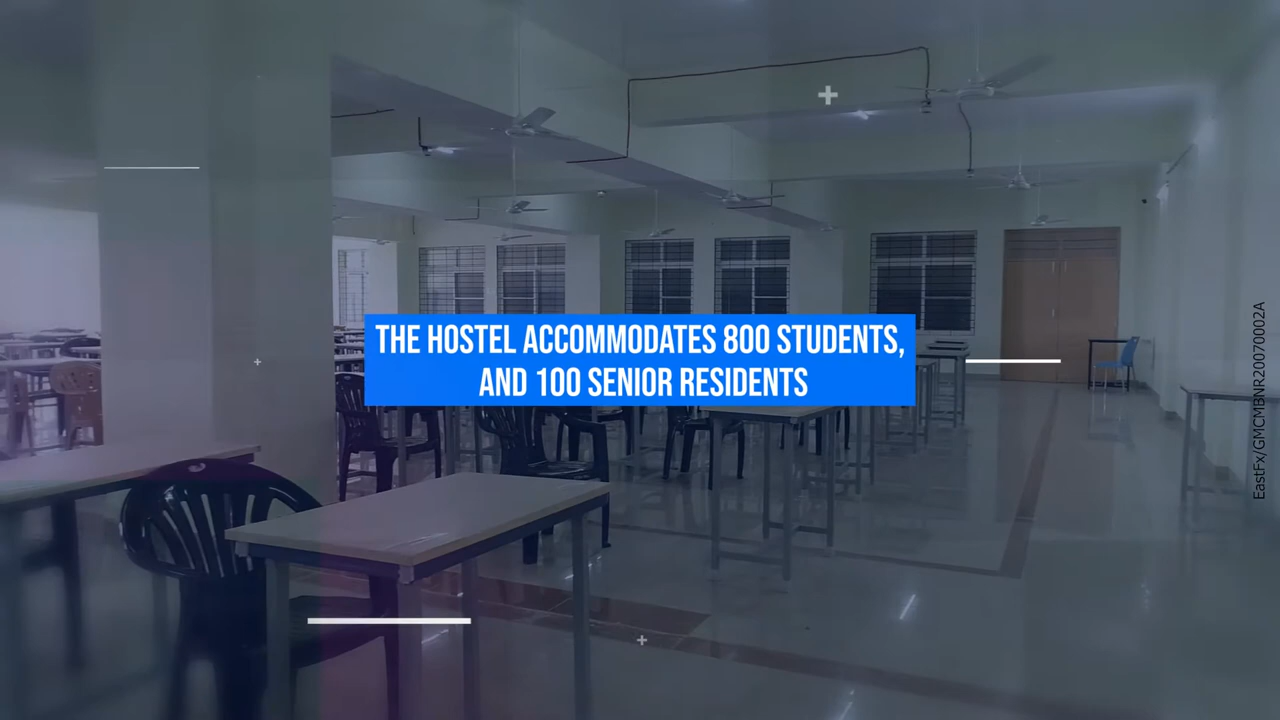 THE HOSTEL ACCOMMODATES 800 STUDENTS,
AND 100 SENIOR RESIDENTS
EastFx/GMCMBNR20070002A